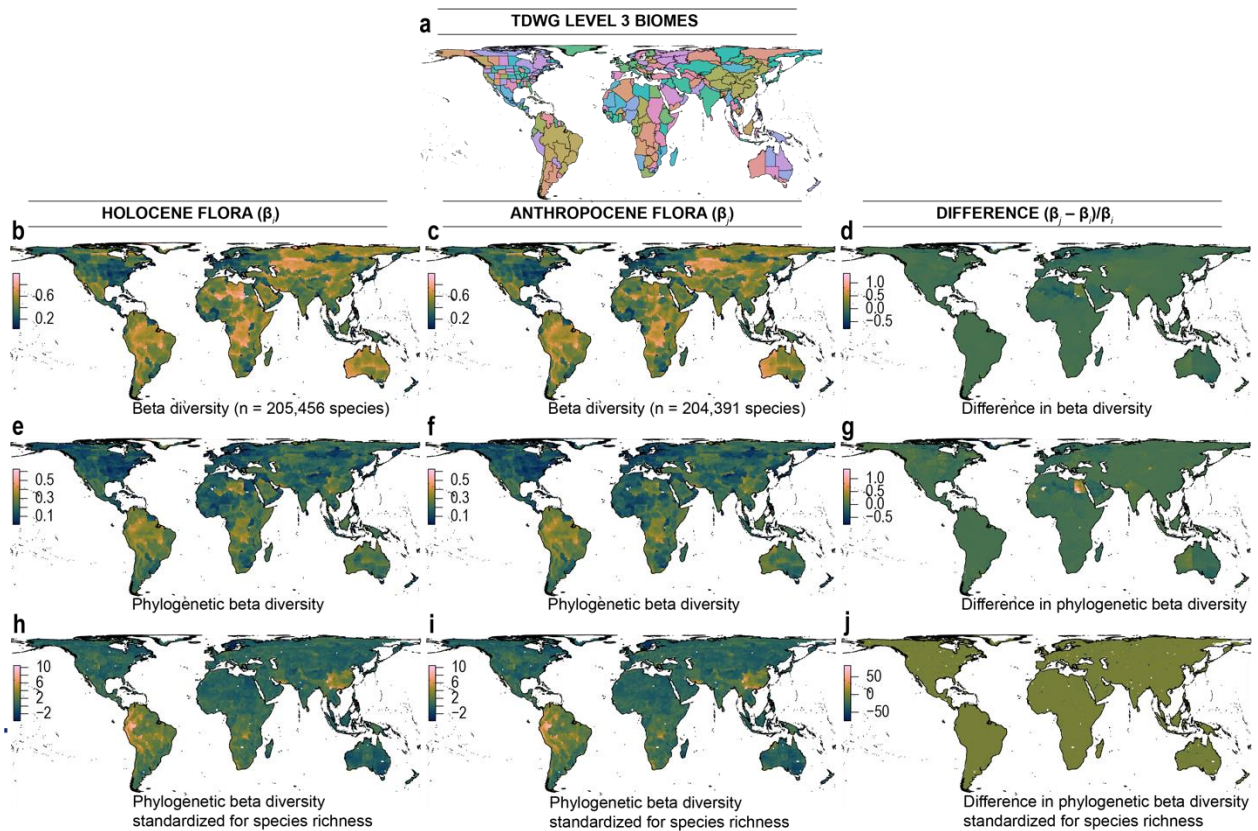 a
TDWG LEVEL 3 BIOMES
HOLOCENE FLORA (βi)
ANTHROPOCENE FLORA (βj)
DIFFERENCE (βj – βi)/βi
b
-0.6
0.2
Beta diversity (n = 205,456 species)
c
-0.6
0.2
Beta diversity (n = 204,391 species)
d
1.0
0.0
-0.5
Difference in beta diversity
e
0.5
0.3
0.1
Phylogenetic beta diversity
f
0.5
0.3
0.1
Phylogenetic beta diversity
g
1.0
0.0
-0.5
Difference in phylogenetic beta diversity
h
10
6
2
-2
Phylogenetic beta diversity
standardized for species richness
i
10
6
2
-2
Phylogenetic beta diversity
standardized for species richness
j
50
0
-50
Difference in phylogenetic beta diversity
standardized for species richness